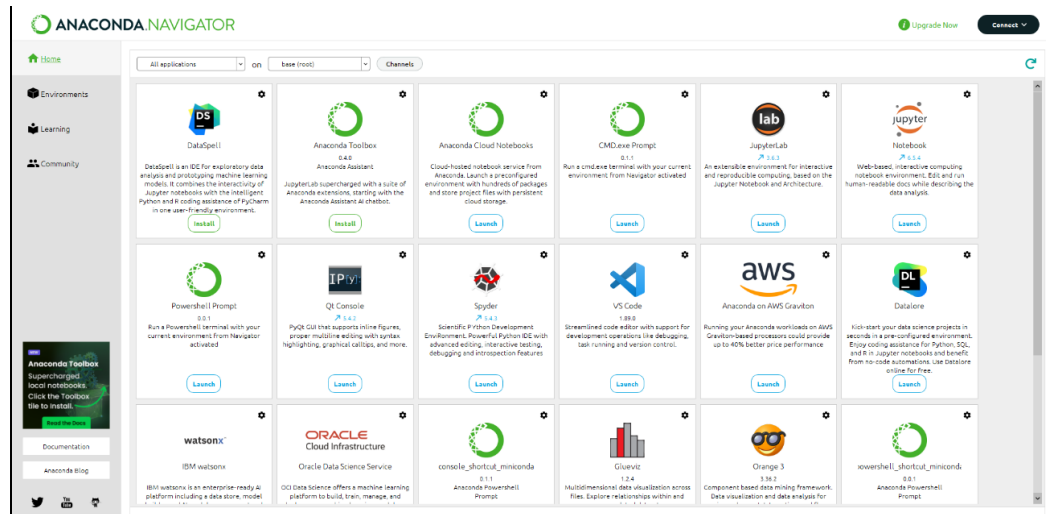 ANACONDA.NAVIGATOR
Upgrade Now
Connect
Home
All applications
on
base (root)
Channels
Environments
Learning
Community
DS
DataSpell
DataSpell is an IDE for exploratory data
analysis and prototyping machine learning
models. It combines the interactivity of
Jupyter notebooks with the intelligent
Python and R coding assistance of PyCharm
in one user-friendly environment.
Install
Anaconda Toolbox
0.4.0
Anaconda Assistant
JupyterLab supercharged with a suite of
Anaconda extensions, starting with the
Anaconda Assistant AI chatbot.
Install
Anaconda Cloud Notebooks
Cloud-hosted notebook service from
Anaconda. Launch a preconfigured
environment with hundreds of packages
and store project files with persistent
cloud storage.
Launch
CMD.exe Prompt
0.1.1
Run a cmd.exe terminal with your current
environment from Navigator activated
Launch
lab
JupyterLab
3.6.3
An extensible environment for interactive
and reproducible computing, based on the
Jupyter Notebook and Architecture.
Launch
jupyter
Notebook
6.5.4
Web-based, interactive computing
notebook environment. Edit and run
human-readable docs while describing the
data analysis.
Launch
Powershell Prompt
0.0.1
Run a Powershell terminal with your
current environment from Navigator
activated
Launch
IP[y]:
Qt Console
5.4.2
PyQt GUI that supports inline figures,
proper multiline editing with syntax
highlighting, graphical calltips, and more.
Launch
Spyder
5.4.3
Scientific PYthon Development
EnviRonment. Powerful Python IDE with
advanced editing, interactive testing,
debugging and introspection features
Launch
VS Code
1.89.0
Streamlined code editor with support for
development operations like debugging,
task running and version control.
Launch
aws
Anaconda on AWS Graviton
Running your Anaconda workloads on AWS
Graviton-based processors could provide
up to 40% better price performance
Launch
DL
Datalore
Kick-start your data science projects in
seconds in a pre-configured environment.
Enjoy coding assistance for Python, SQL,
and R in Jupyter notebooks and benefit
from no-code automations. Use Datalore
online for free.
Launch
Anaconda Toolbox
Supercharged
local notebooks.
Click the Toolbox
tile to install.
Read the Docs
Documentation
Anaconda Blog
You
Tube
watsonx
IBM watsonx
IBM watsonx is an enterprise-ready AI
platform including a data store, model
ORACLE
Cloud Infrastructure
Oracle Data Science Service
OCI Data Science offers a machine learning
platform to build, train, manage, and
console_shortcut_miniconda
0.1.1
Anaconda Powershell
Prompt
Glueviz
1.2.4
Multidimensional data visualization across
files. Explore relationships within and
Orange 3
3.36.2
Component based data mining framework.
Data visualization and data analysis for
powershell_shortcut_miniconda
0.0.1
Anaconda Powershell
Prompt